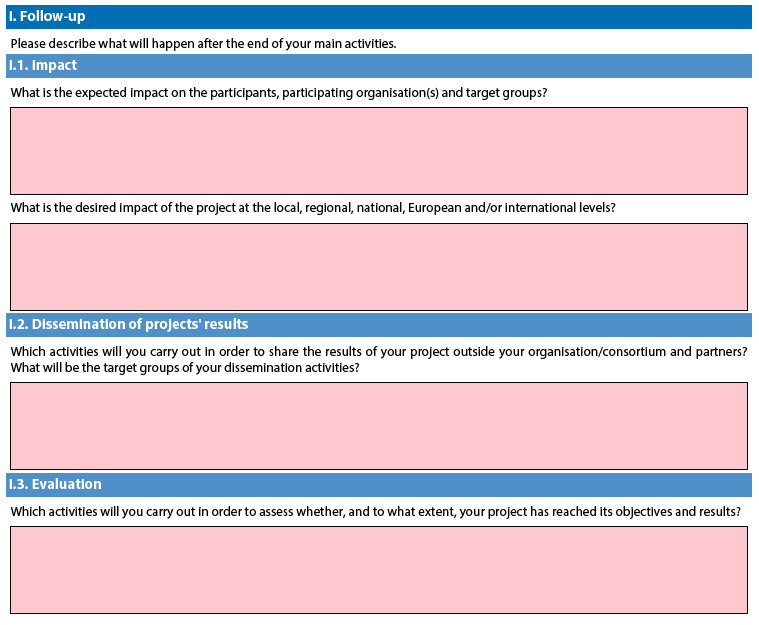 I. Follow-up
Please describe what will happen after the end of your main activities.
I.1. Impact
What is the expected impact on the participants, participating organisation(s) and target groups?
What is the desired impact of the project at the local, regional, national, European and/or international levels?
I.2. Dissemination of projects' results
Which activities will you carry out in order to share the results of your project outside your organisation/consortium and partners?
What will be the target groups of your dissemination activities?
I.3. Evaluation
Which activities will you carry out in order to assess whether, and to what extent, your project has reached its objectives and results?